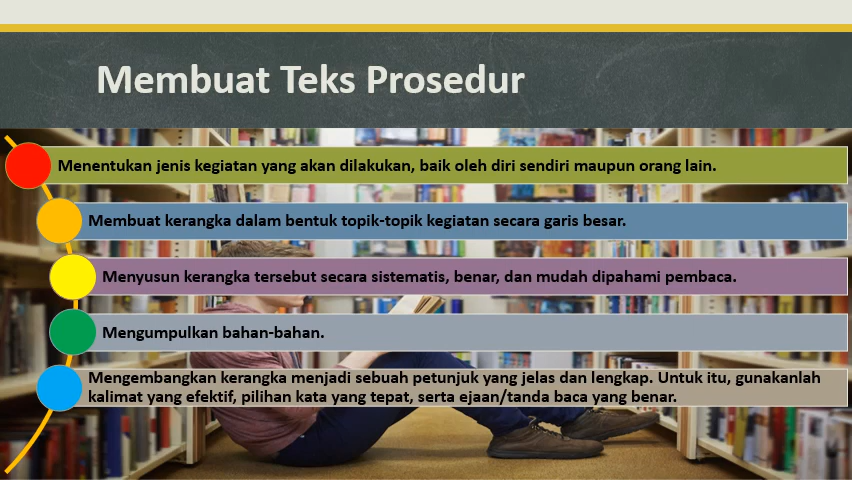 Membuat Teks Prosedur
Menentukan jenis kegiatan yang akan dilakukan, baik oleh diri sendiri maupun orang lain.
Membuat kerangka dalam bentuk topik-topik kegiatan secara garis besar.
Menyusun kerangka tersebut secara sistematis, benar, dan mudah dipahami pembaca.
Mengumpulkan bahan-bahan.
Mengembangkan kerangka menjadi sebuah petunjuk yang jelas dan lengkap. Untuk itu, gunakanlah
kalimat yang efektif, pilihan kata yang tepat, serta ejaan/tanda baca yang benar.